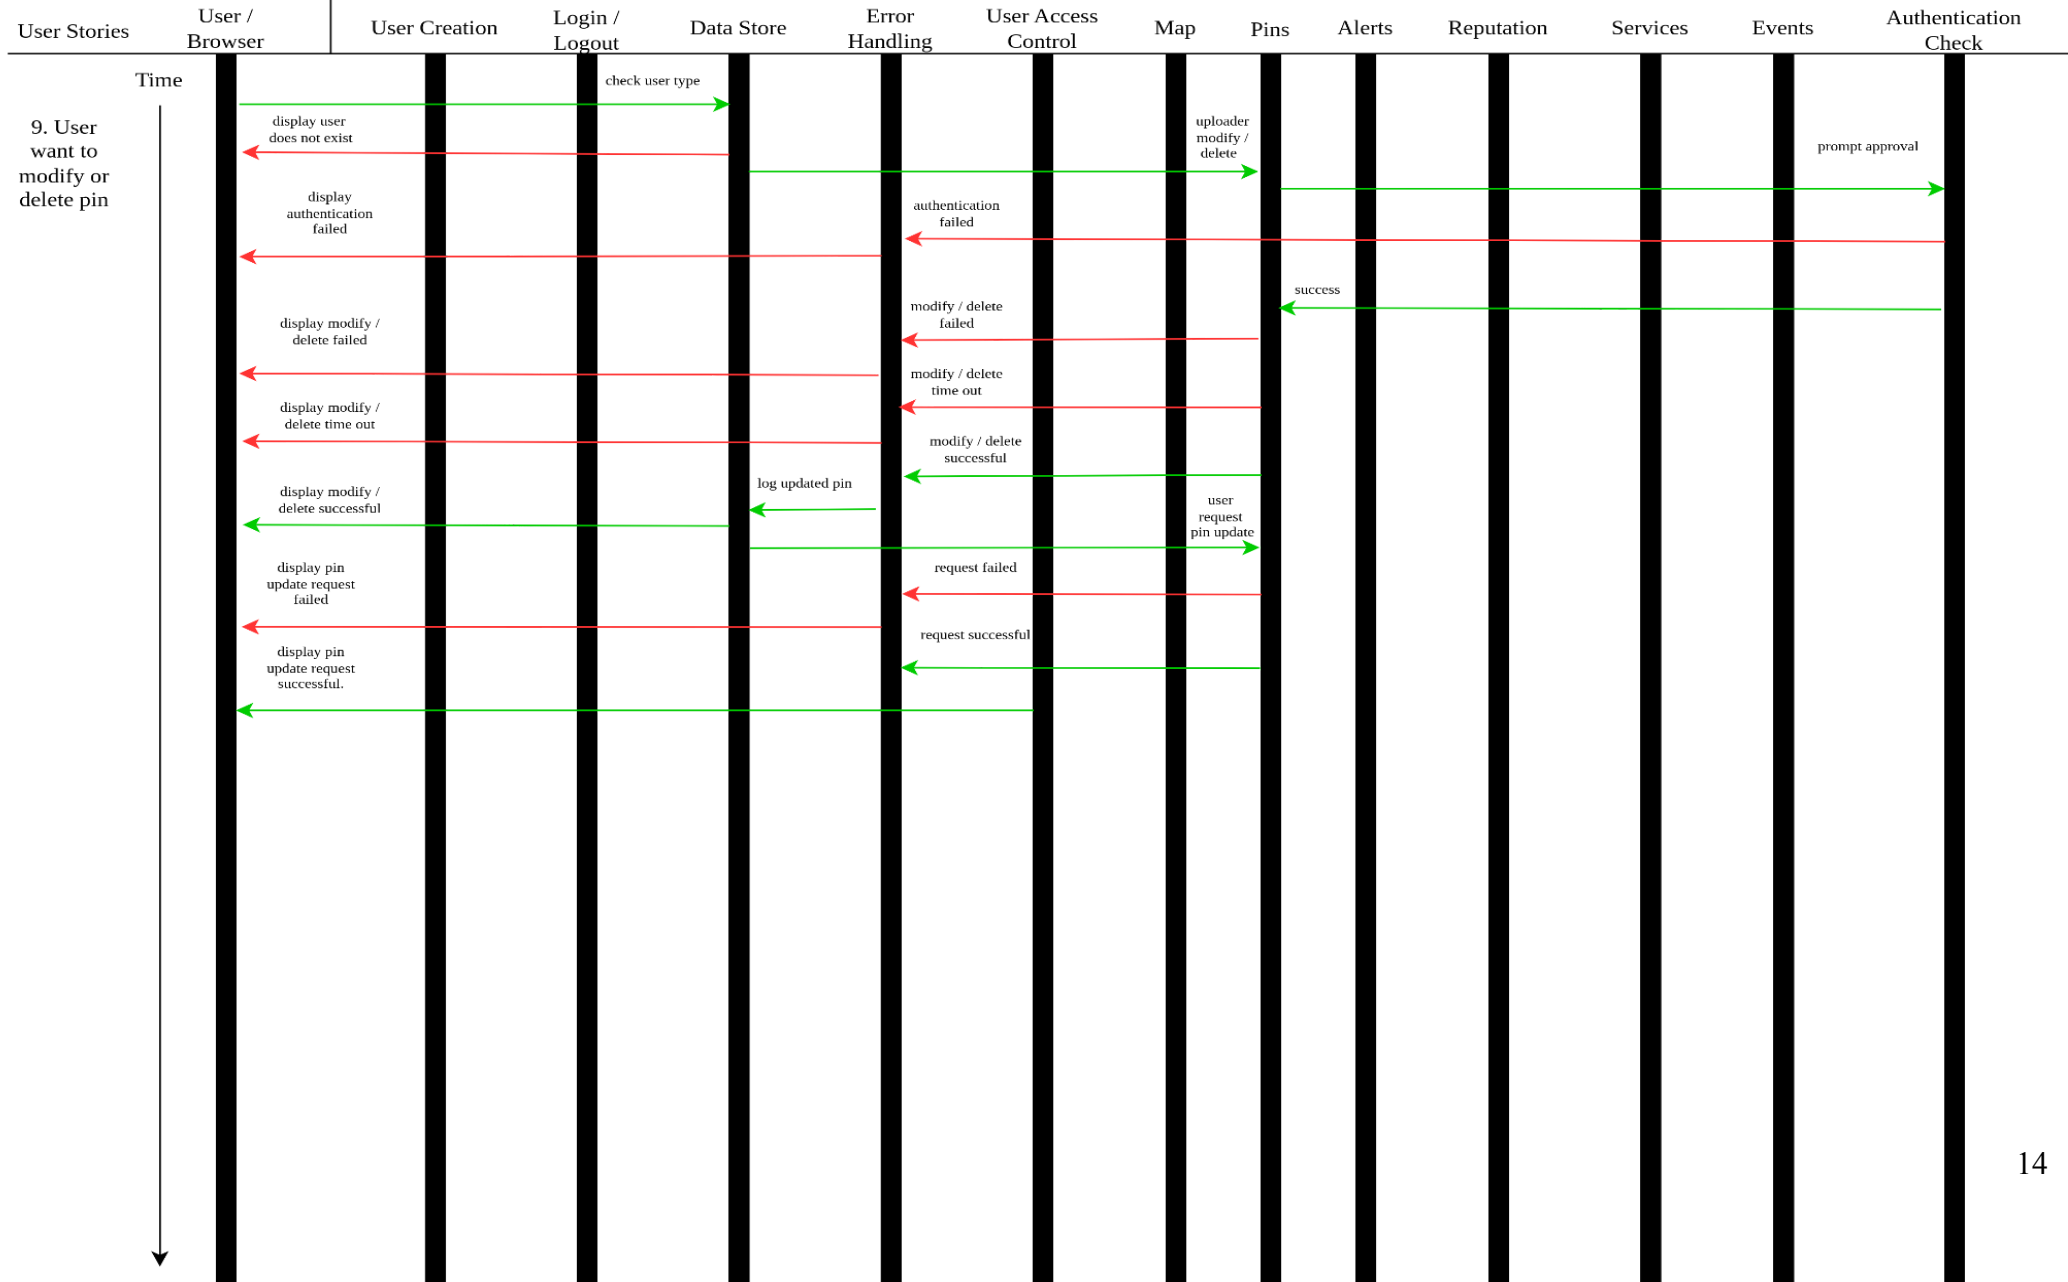 User Stories
User /
Browser
User Creation
Login /
Logout
Data Store
Error
Handling
User Access
Control
Map
Pins
Alerts
Reputation
Services
Events
Authentication
Check
Time
9. User
want to
modify or
delete pin
check user type
display user
does not exist
uploader
modify /
delete
prompt approval
display
authentication
failed
authentication
failed
success
modify / delete
failed
display modify /
delete failed
modify / delete
time out
display modify /
delete time out
modify / delete
successful
log updated pin
display modify /
delete successful
user
request
pin update
display pin
update request
failed
request failed
request successful
display pin
update request
successful.
14